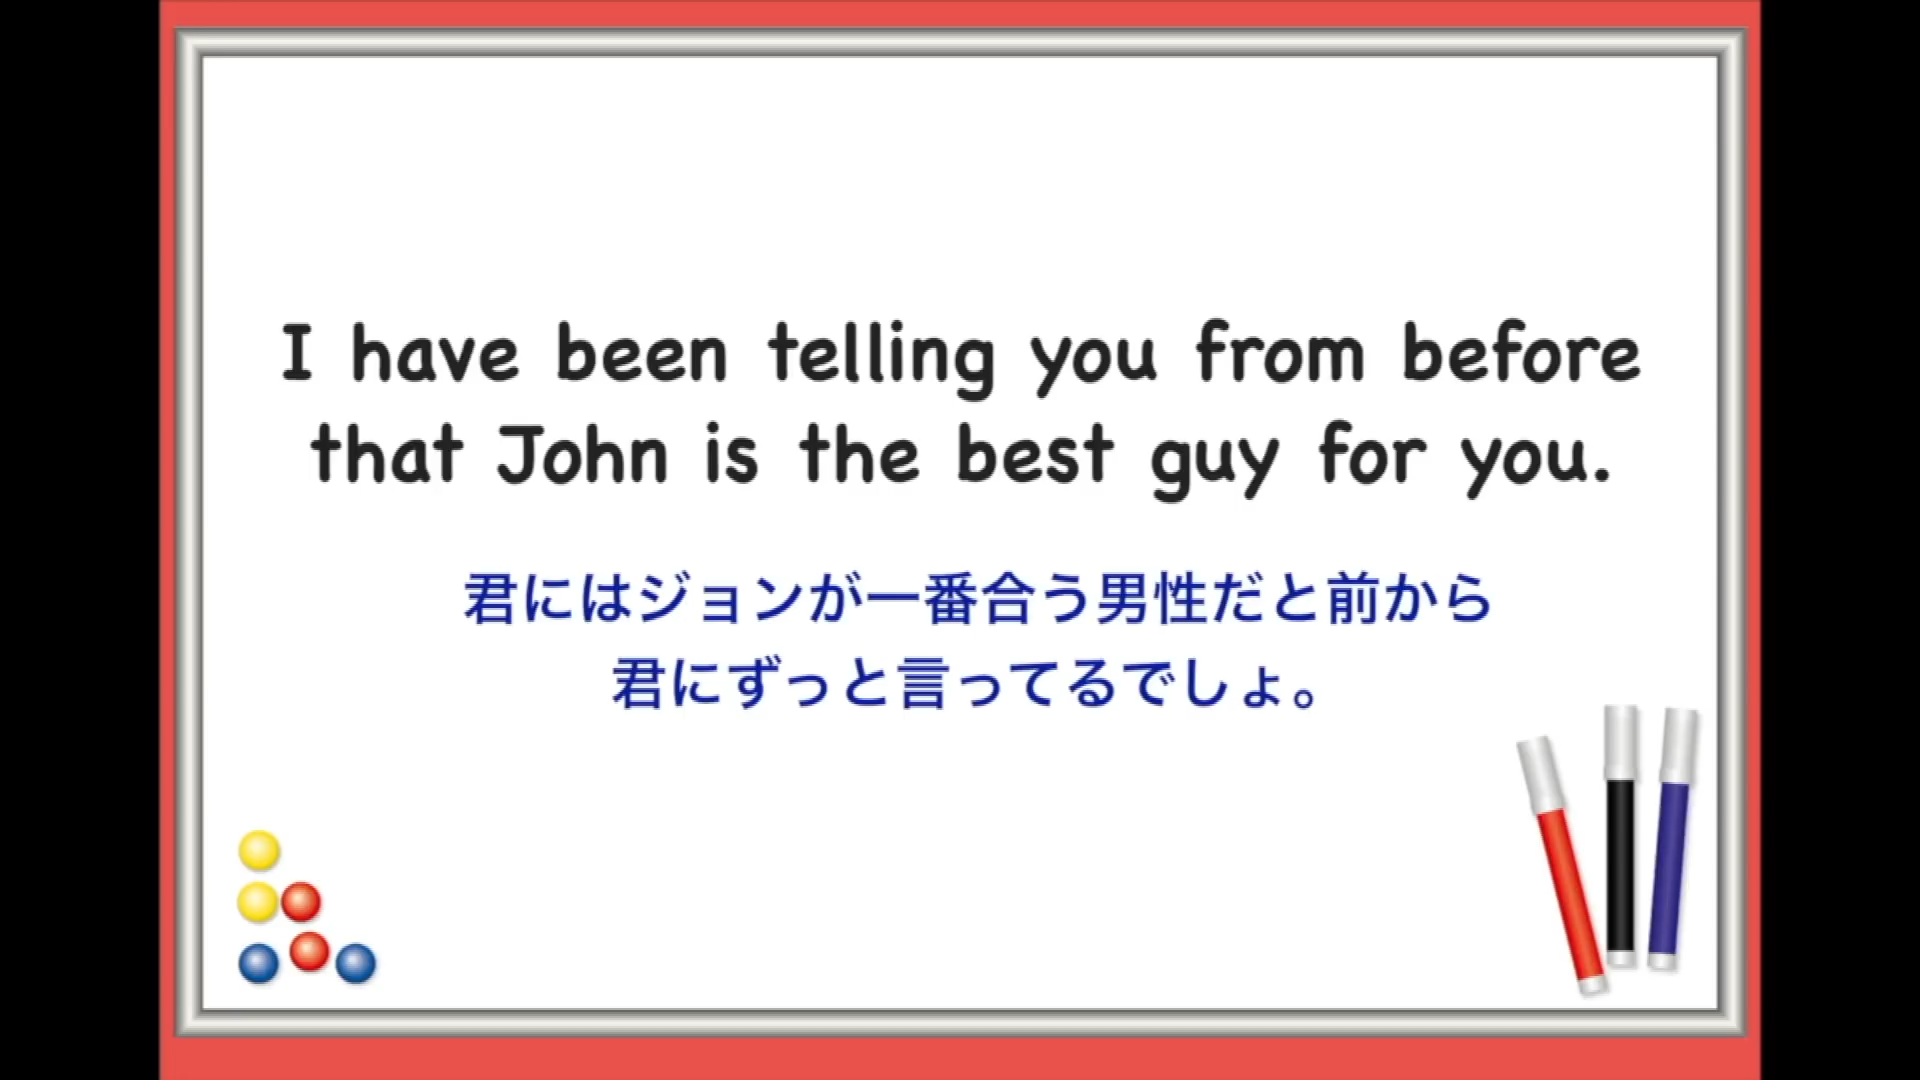 I have been telling you from before
that John is the best guy for you.
君にはジョンが一番合う男性だと前から
君にずっと言ってるでしょ。